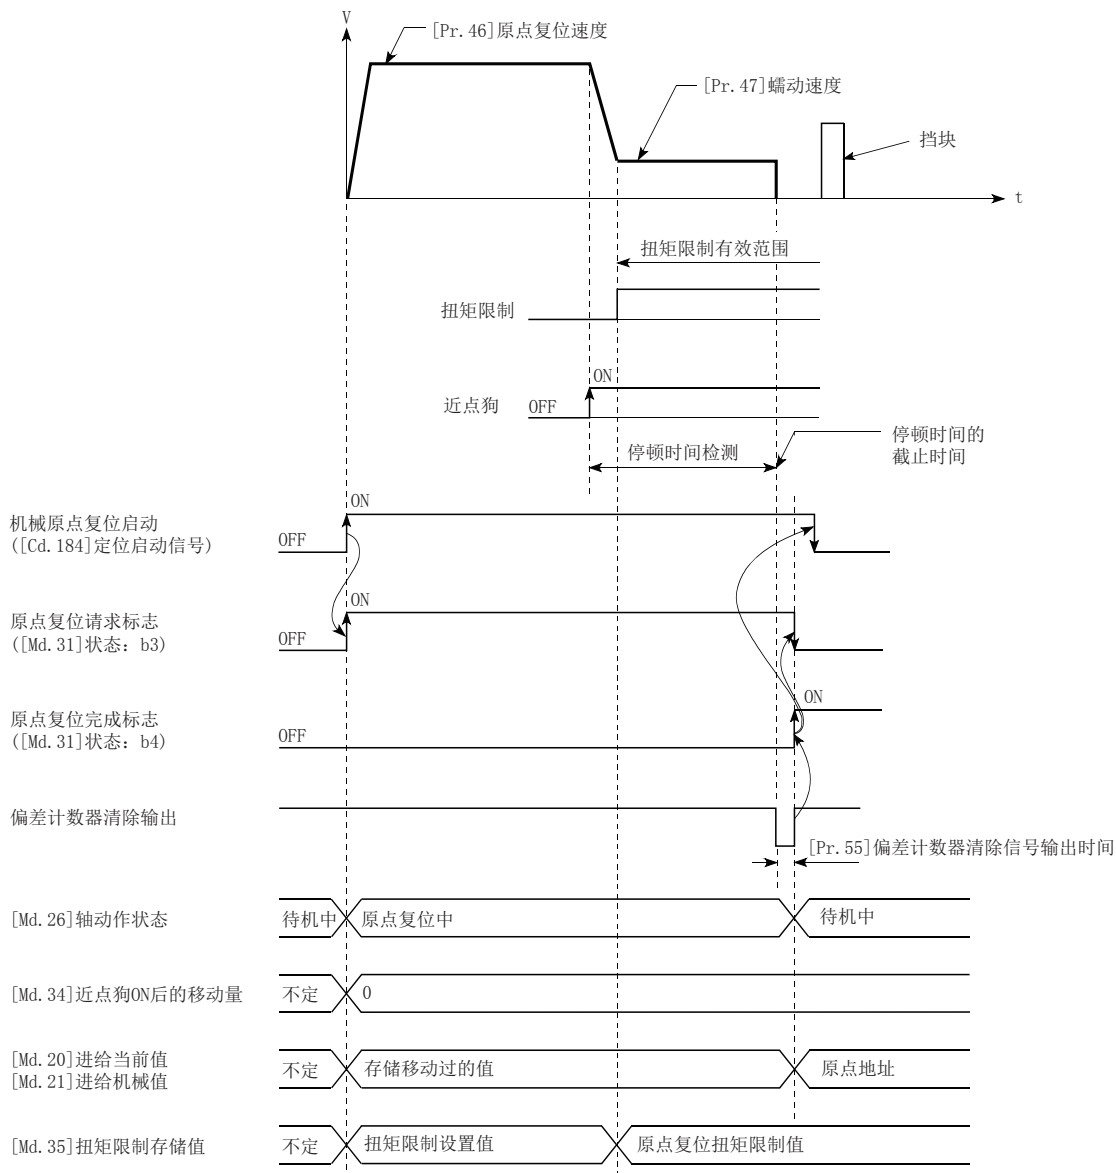 V
[Pr.46]原点复位速度
[Pr.47]蠕动速度
挡块
t
扭矩限制有效范围
扭矩限制
ON
近点狗 OFF
停顿时间的
截止时间
停顿时间检测
ON
机械原点复位启动
([Cd.184]定位启动信号)
OFF
ON
原点复位请求标志
([Md.31]状态：b3)
OFF
ON
原点复位完成标志
([Md.31]状态：b4)
OFF
偏差计数器清除输出
[Pr.55]偏差计数器清除信号输出时间
[Md.26]轴动作状态 待机中 原点复位中 待机中
[Md.34]近点狗ON后的移动量 不定 0
[Md.20]进给当前值
[Md.21]进给机械值
不定 存储移动过的值 原点地址
[Md.35]扭矩限制存储值 不定 扭矩限制设置值 原点复位扭矩限制值